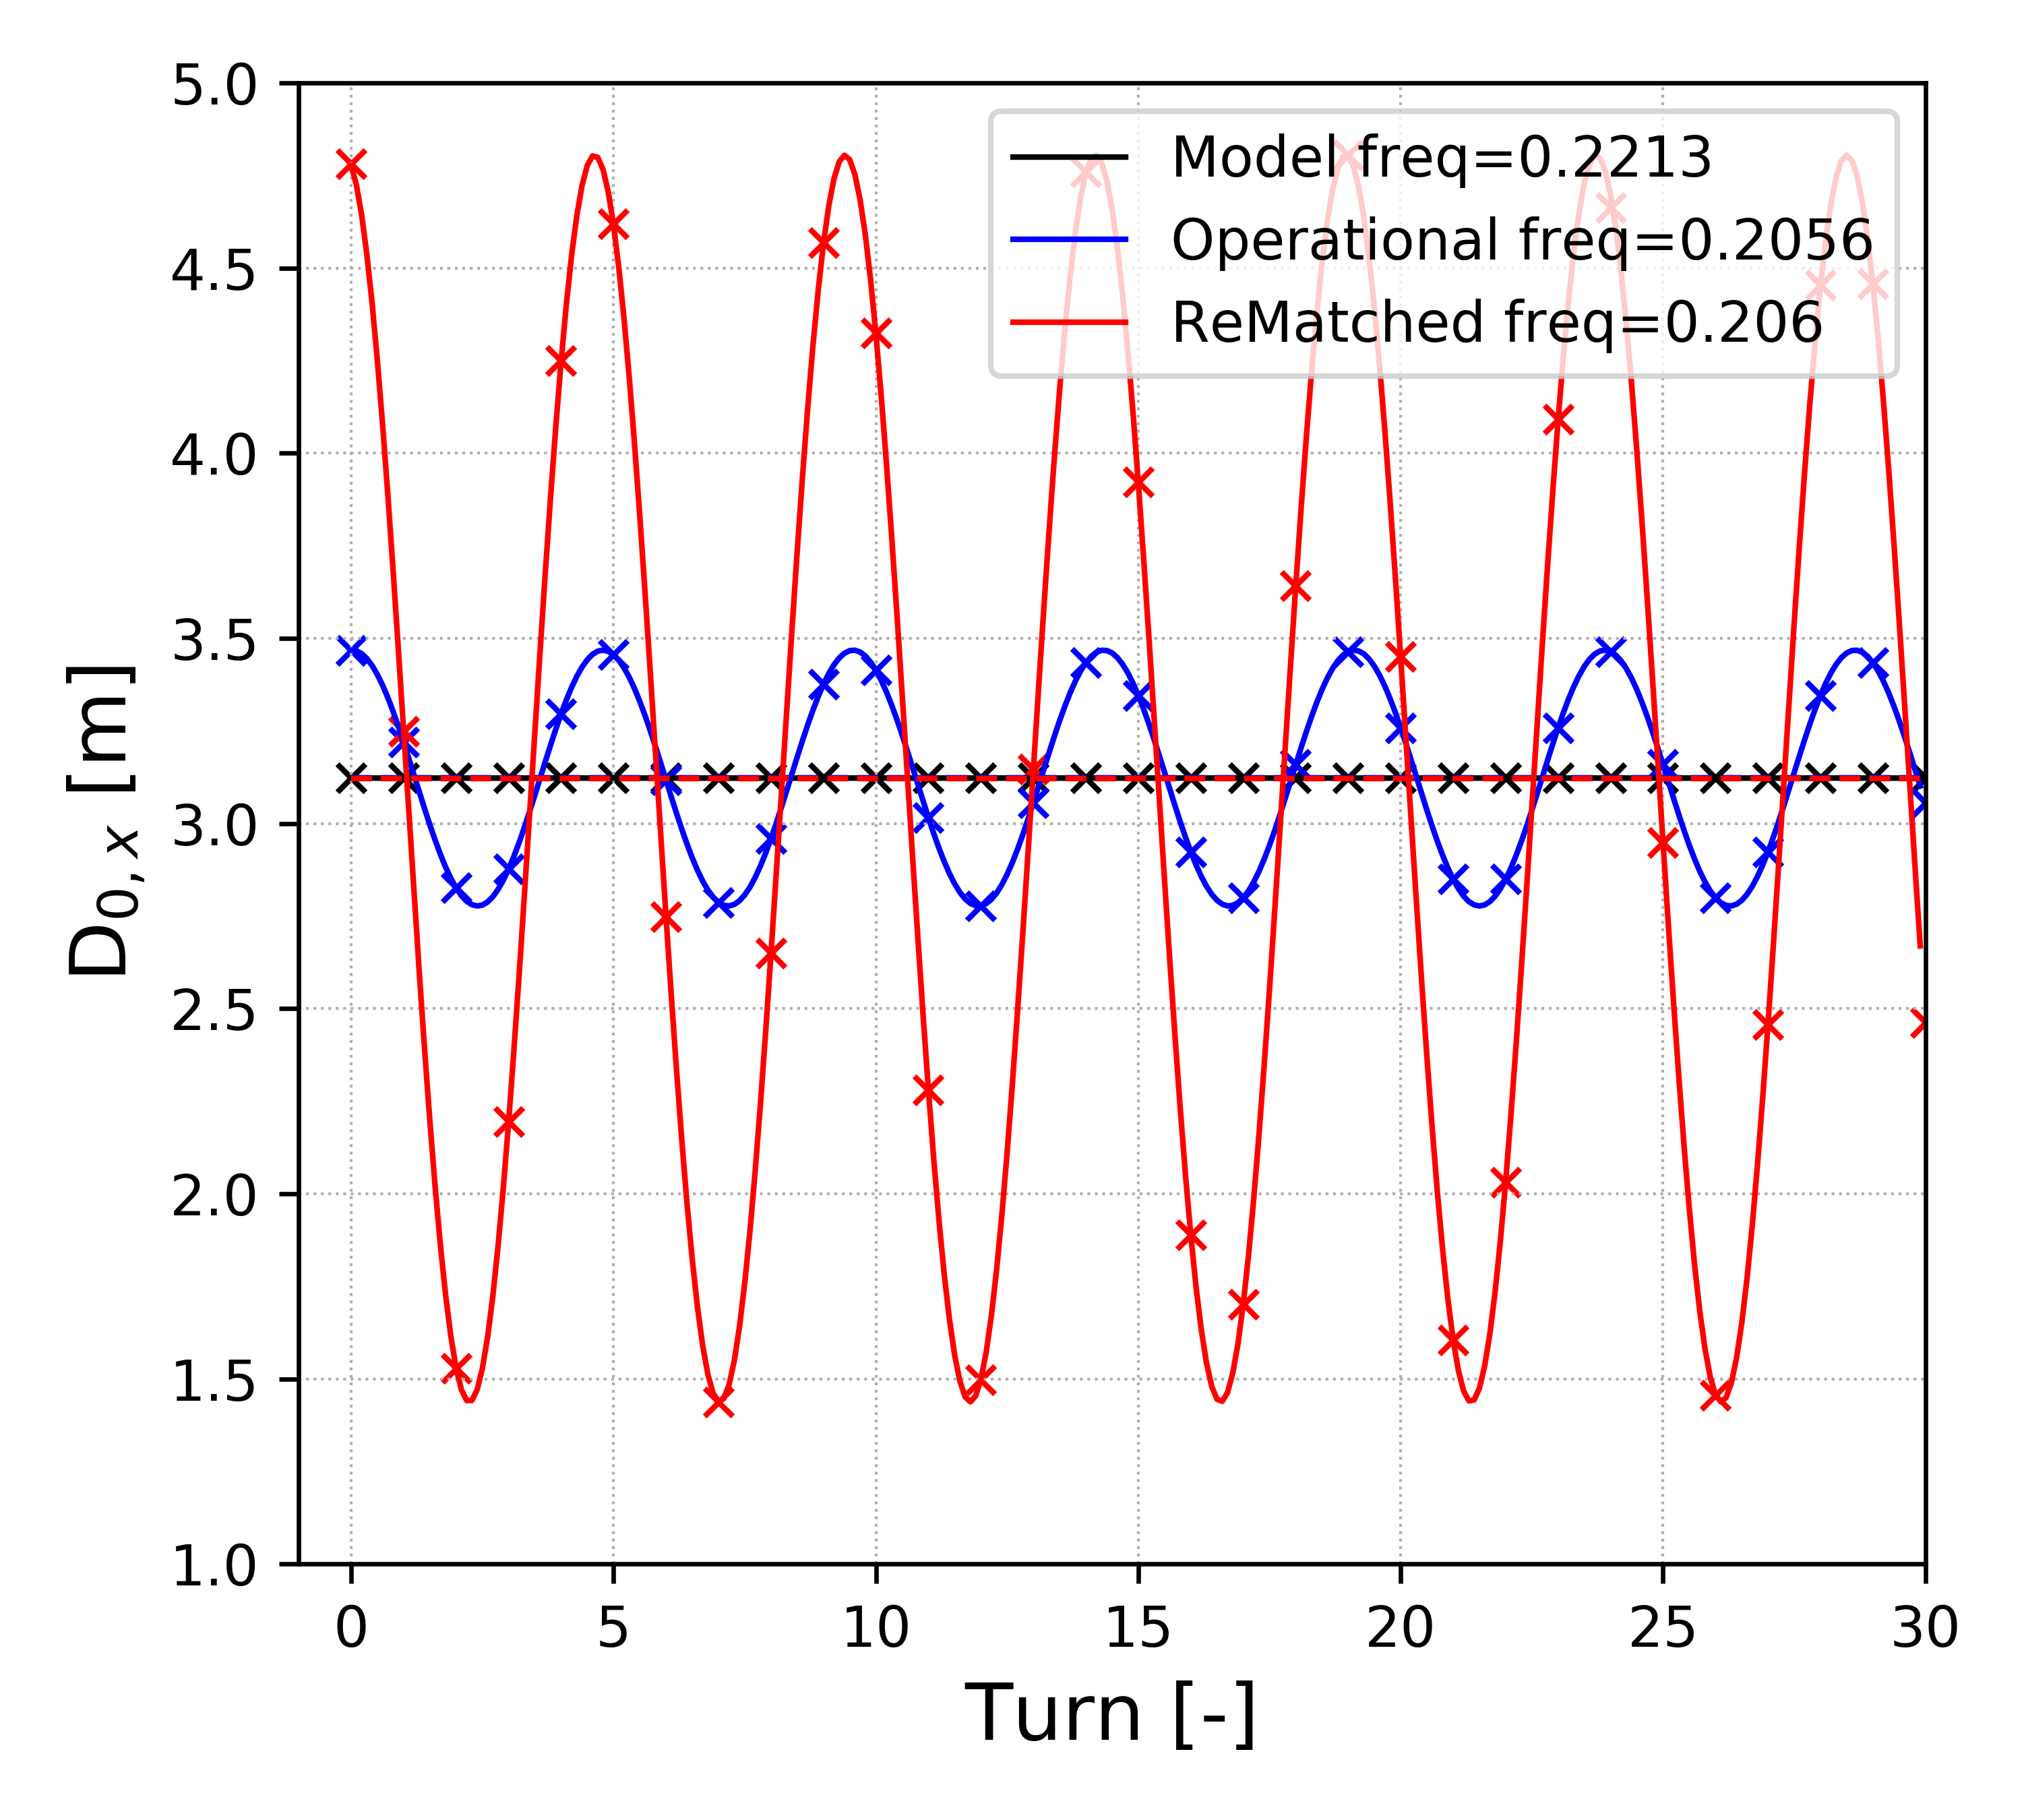 5.0
4.5
4.0
3.5
3.0
2.5
2.0
1.5
1.0
D0,x [m]
Model freq=0.2213
Operational freq=0.2056
ReMatched freq=0.206
0 5 10 15 20 25 30
Turn [-]